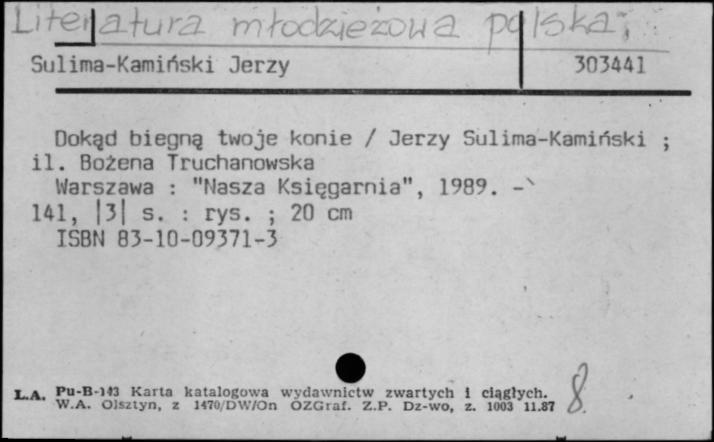 Literatura młodzieżowa polska;
Sulima-Kamiński Jerzy 303441
Dokąd biegną twoje konie / Jerzy Sulima-Kamiński ;
il. Bożena Truchanowska
Warszawa : "Nasza Księgarnia", 1989. -
141, |3| s. : rys. ; 20 cm
ISBN 83-10-09371-3
8
L.A. Pu-B-143 Karta katalogowa wydawnictw zwartych i ciągłych.
W.A. Olsztyn, z 1470/DW/On OZGraf. Z.P. Dz-wo, z. 1003 11.87